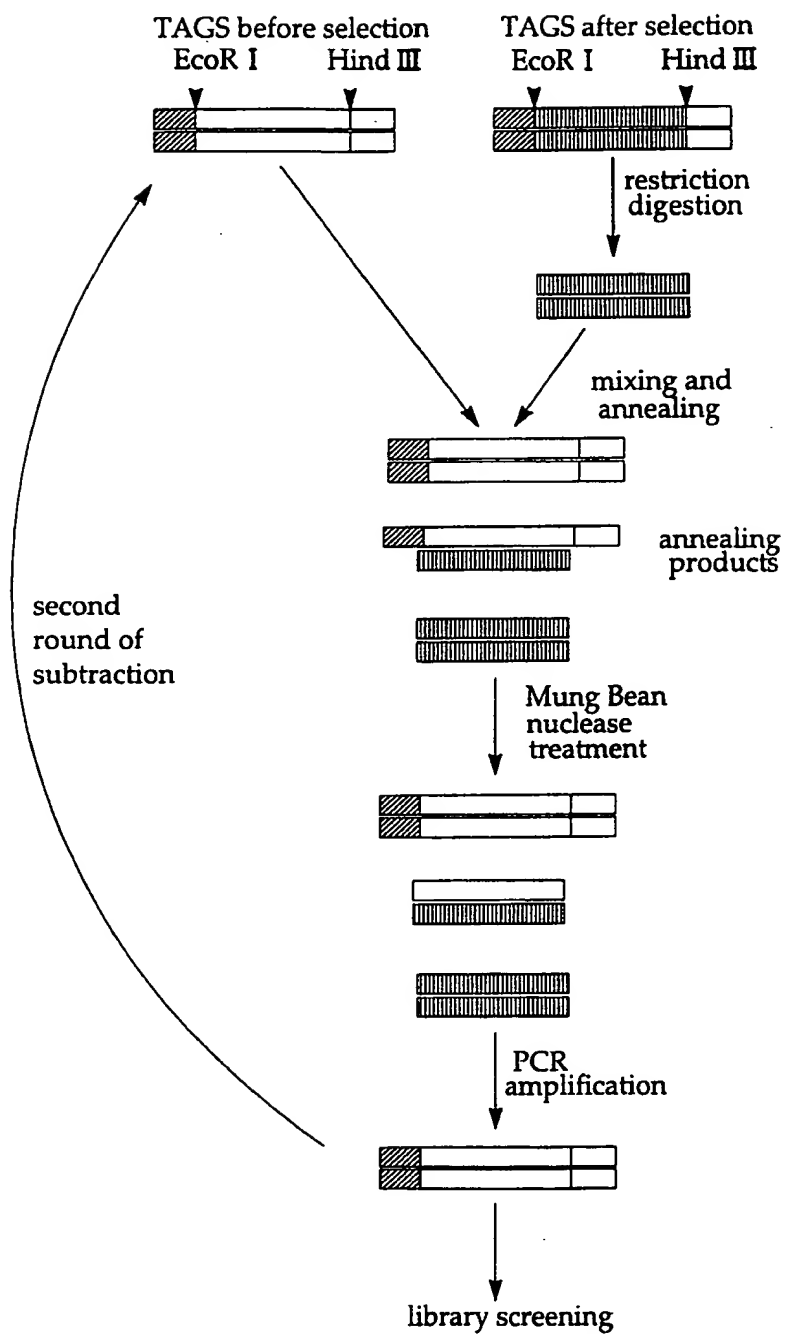 TAGS before selection
EcoR I Hind III
TAGS after selection
EcoR I Hind III
restriction
digestion
mixing and
annealing
annealing
products
second
round of
subtraction
Mung Bean
nuclease
treatment
PCR
amplification
library screening